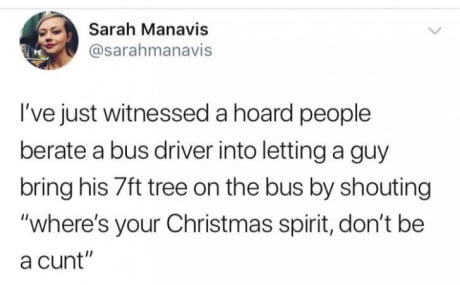 Sarah Manavis
@sarahmanavis
I've just witnessed a hoard people
berate a bus driver into letting a guy
bring his 7ft tree on the bus by shouting
"where's your Christmas spirit, don't be
a cunt"